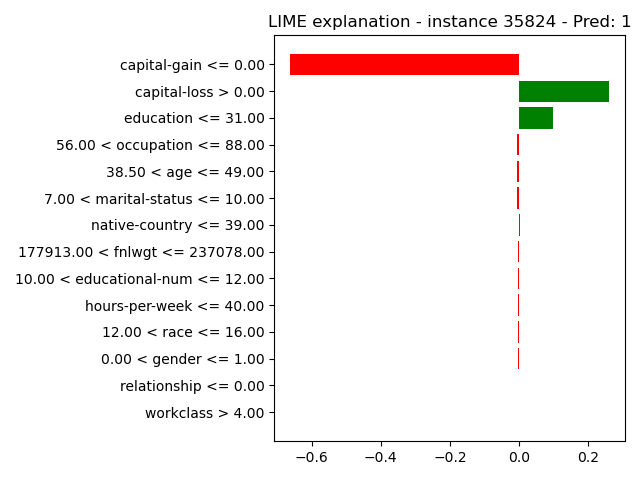 LIME explanation - instance 35824 - Pred: 1
capital-gain <= 0.00
capital-loss > 0.00
education <= 31.00
56.00 < occupation <= 88.00
38.50 < age <= 49.00
7.00 < marital-status <= 10.00
native-country <= 39.00
177913.00 < fnlwgt <= 237078.00
10.00 < educational-num <= 12.00
hours-per-week <= 40.00
12.00 < race <= 16.00
0.00 < gender <= 1.00
relationship <= 0.00
workclass > 4.00
−0.6 −0.4 −0.2 0.0 0.2